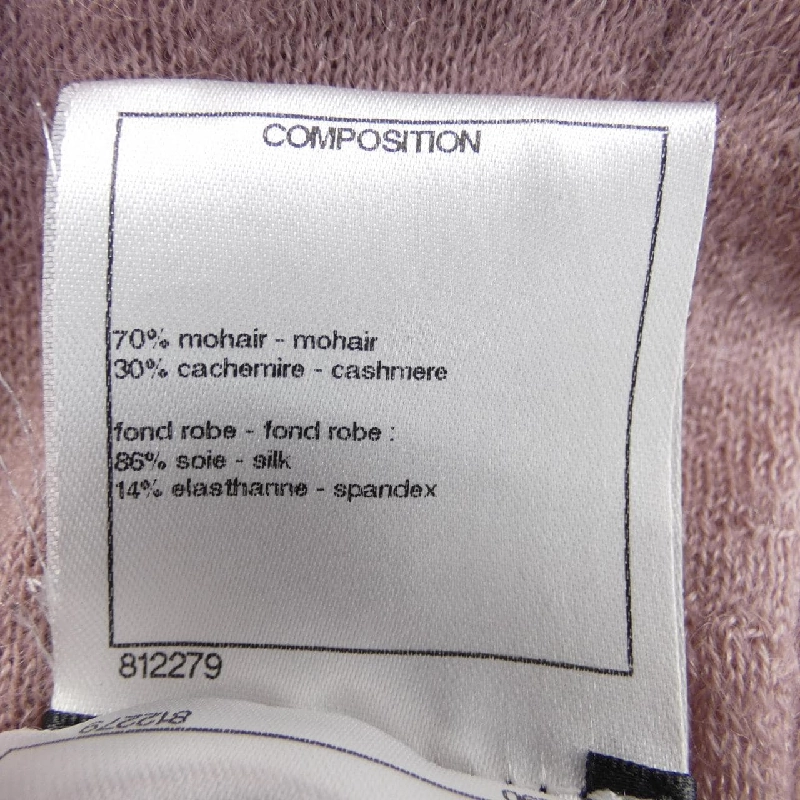 COMPOSITION
70% mohair - mohair
30% cachemire - cashmere
fond robe - fond robe :
86% soie - silk
14% elasthanne - spandex
812279
812279